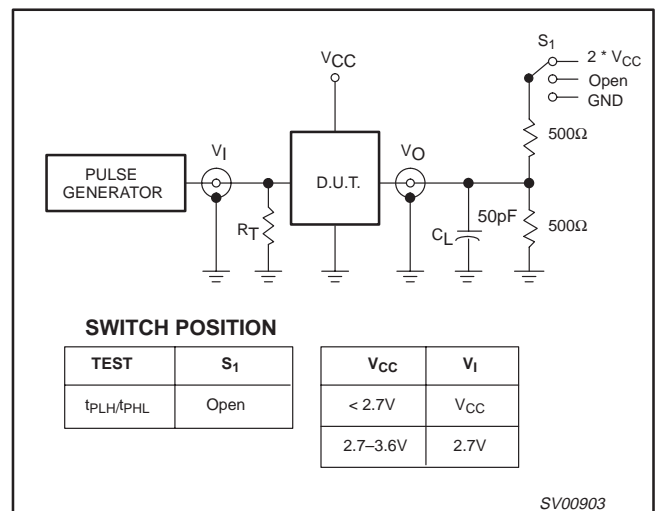 S1
2 * VCC
Open
GND
VCC
500Ω
VI
VO
PULSE
GENERATOR
D.U.T.
RT
50pF
CL
500Ω
SWITCH POSITION
TEST S1
tPLH/tPHL Open
VCC VI
< 2.7V VCC
2.7–3.6V 2.7V
SV00903